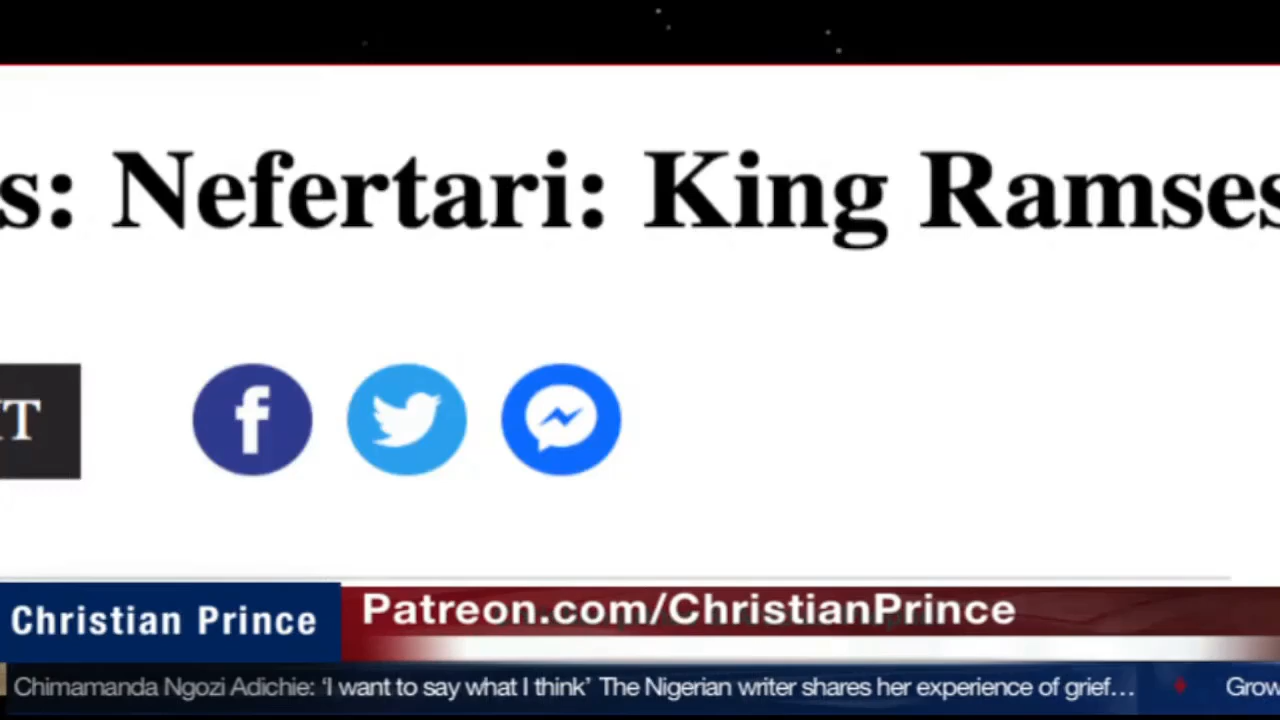 s: Nefertari: King Ramses
IT
Christian Prince
Patreon.com/ChristianPrince
Chimamanda Ngozi Adichie: 'I want to say what I think' The Nigerian writer shares her experience of grief… Grow